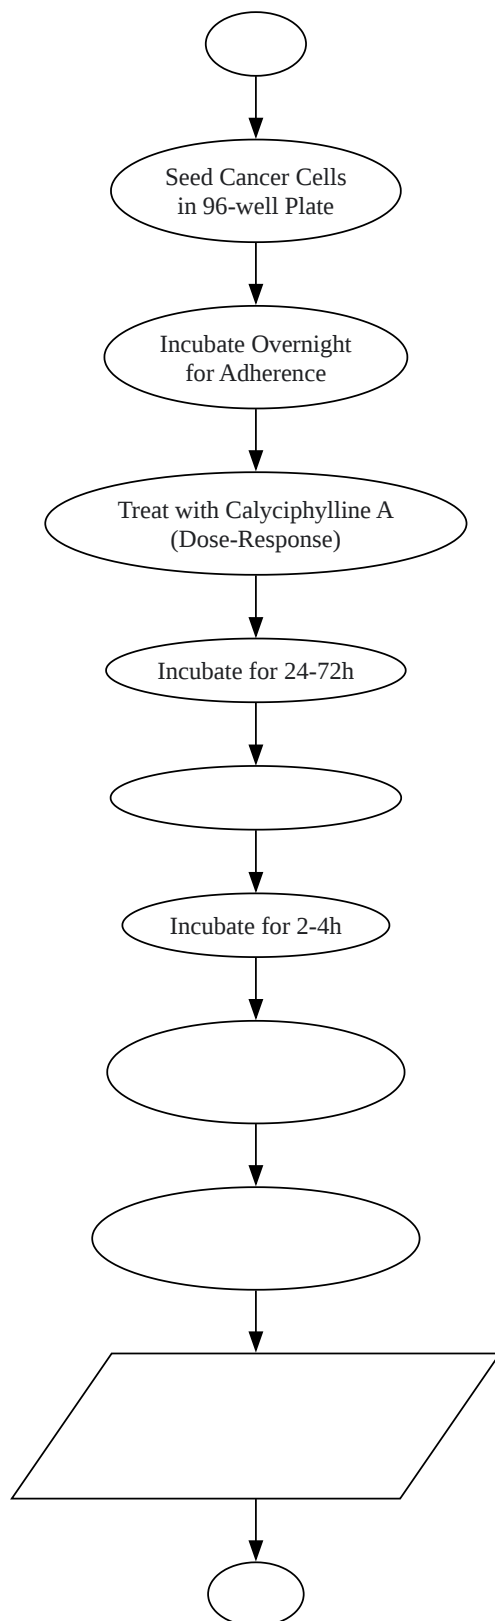 Seed Cancer Cells
in 96-well Plate
Incubate Overnight
for Adherence
Treat with Calyciphylline A
(Dose-Response)
Incubate for 24-72h
Incubate for 2-4h